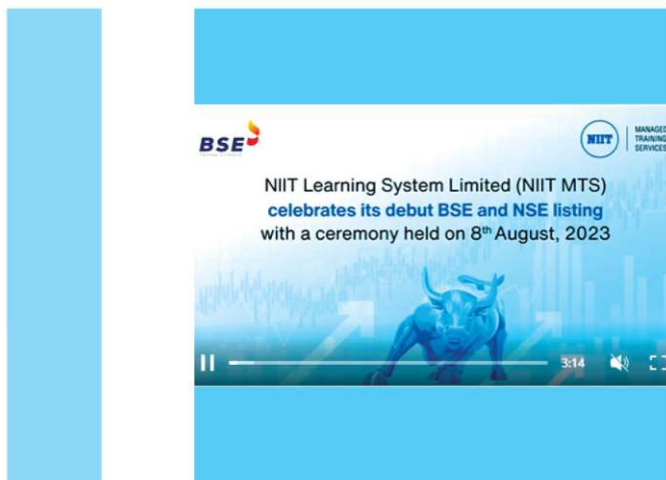 BSE
NIIT
MANAGED
TRAINING
SERVICES
NIIT Learning System Limited (NIIT MTS)
celebrates its debut BSE and NSE listing
with a ceremony held on 8th August, 2023
3:14